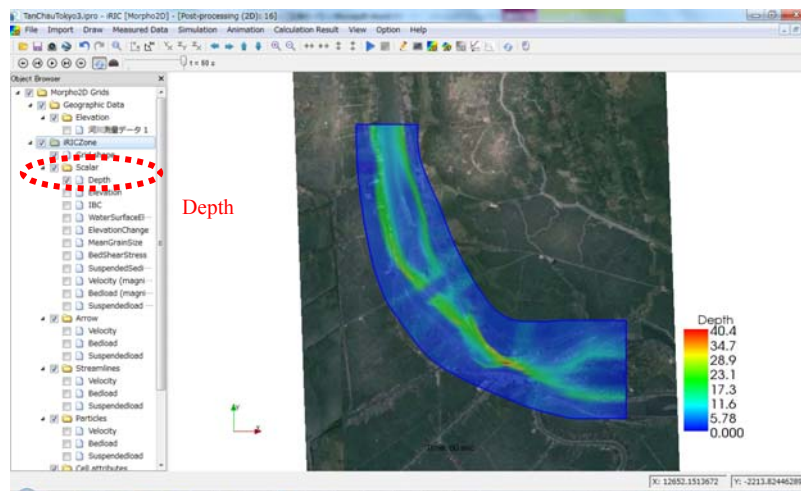 TanChauTokyo3.ipro - iRIC [Morpho2D] - [Post-processing (2D): 16]
File Import Draw Measured Data Simulation Animation Calculation Result View Option Help
t = 60 s
Object Browser
Morpho2D Grids
Geographic Data
Elevation
河川測量データ 1
iRICZone
Grid shape
Scalar
Depth
Elevation
IBC
WaterSurfaceEl···
ElevationChange
MeanGrainSize
BedShearStress
SuspendedSedi···
Velocity (magni···
Bedload (magni···
Suspendedload ···
Arrow
Velocity
Bedload
Suspendedload
Streamlines
Velocity
Bedload
Suspendedload
Particles
Velocity
Bedload
Suspendedload
Cell attributes
Depth
Depth
40.4
34.7
28.9
23.1
17.3
11.6
5.78
0.000
X: 12652.1513672 Y: -2213.82446289